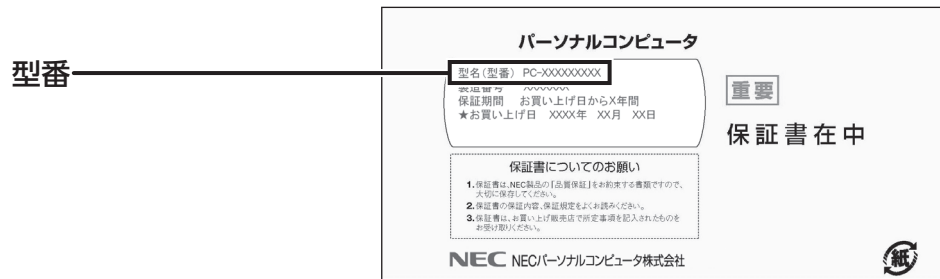 型番
パーソナルコンピュータ
型名(型番) PC-XXXXXXXXX
製造番号 XXXXXXX
保証期間 お買い上げ日からX年間
★お買い上げ日 XXXX年 XX月 XX日
重要
保証書在中
保証書についてのお願い
1.保証書は、NEC製品の「品質保証」をお約束する書類ですので、
大切に保存してください。
2.保証書の保証内容、保証規定をよくお読みください。
3.保証書は、お買い上げ販売店で所定事項を記入されたものを
お受け取りください。
NEC NECパーソナルコンピュータ株式会社
紙